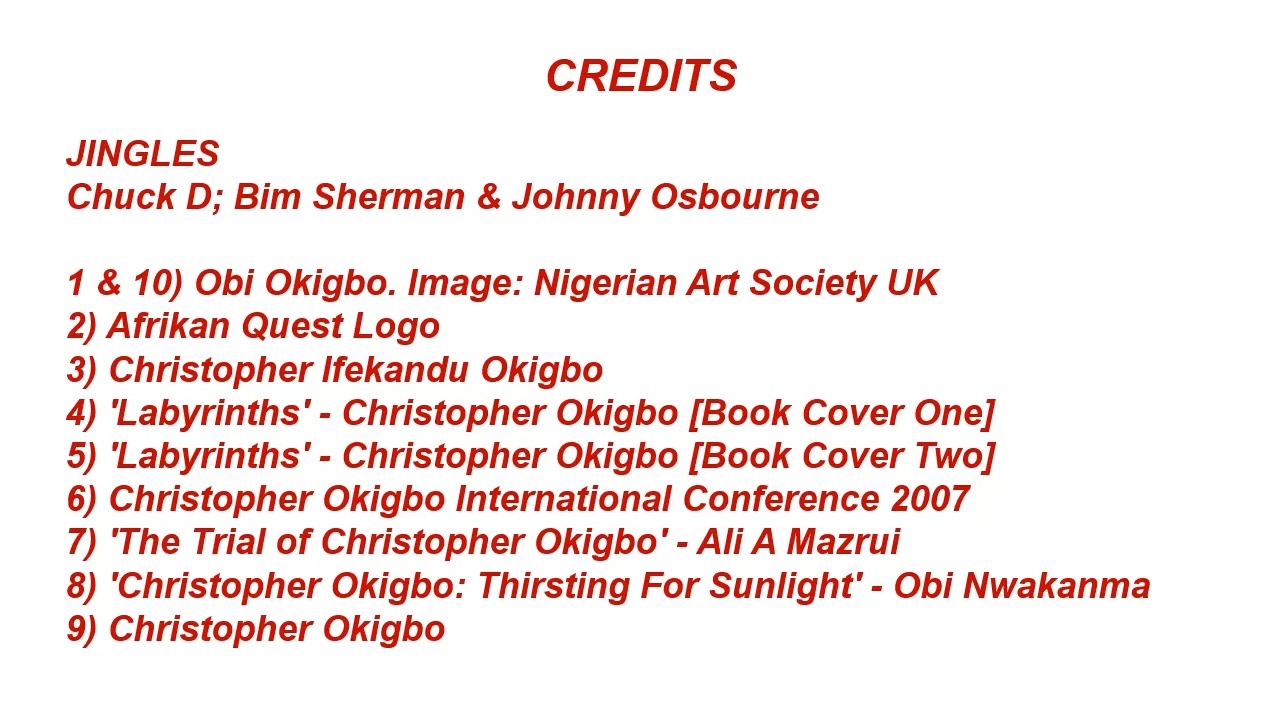 CREDITS
JINGLES
Chuck D; Bim Sherman & Johnny Osbourne
1 & 10) Obi Okigbo. Image: Nigerian Art Society UK
2) Afrikan Quest Logo
3) Christopher Ifekandu Okigbo
4) 'Labyrinths' - Christopher Okigbo [Book Cover One]
5) 'Labyrinths' - Christopher Okigbo [Book Cover Two]
6) Christopher Okigbo International Conference 2007
7) 'The Trial of Christopher Okigbo' - Ali A Mazrui
8) 'Christopher Okigbo: Thirsting For Sunlight' - Obi Nwakanma
9) Christopher Okigbo